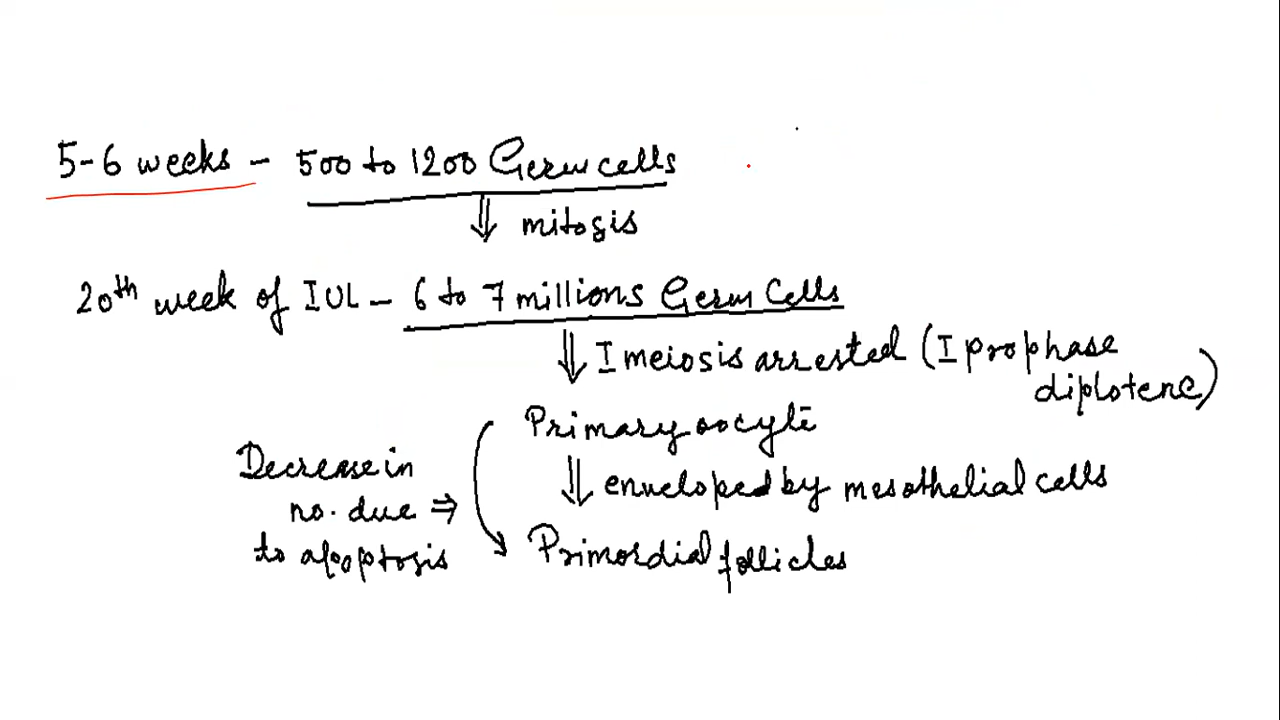 5-6 weeks - 500 to 1200 Germ cells
⇓ mitosis
20th week of IUL - 6 to 7 millions Germ Cells
⇓ I meiosis arrested (I prophase
diplotene)
Primary oocyte
Decrease in
⇓ enveloped by mesothelial cells
no. due ⇒
to apoptosis
Primordial follicles